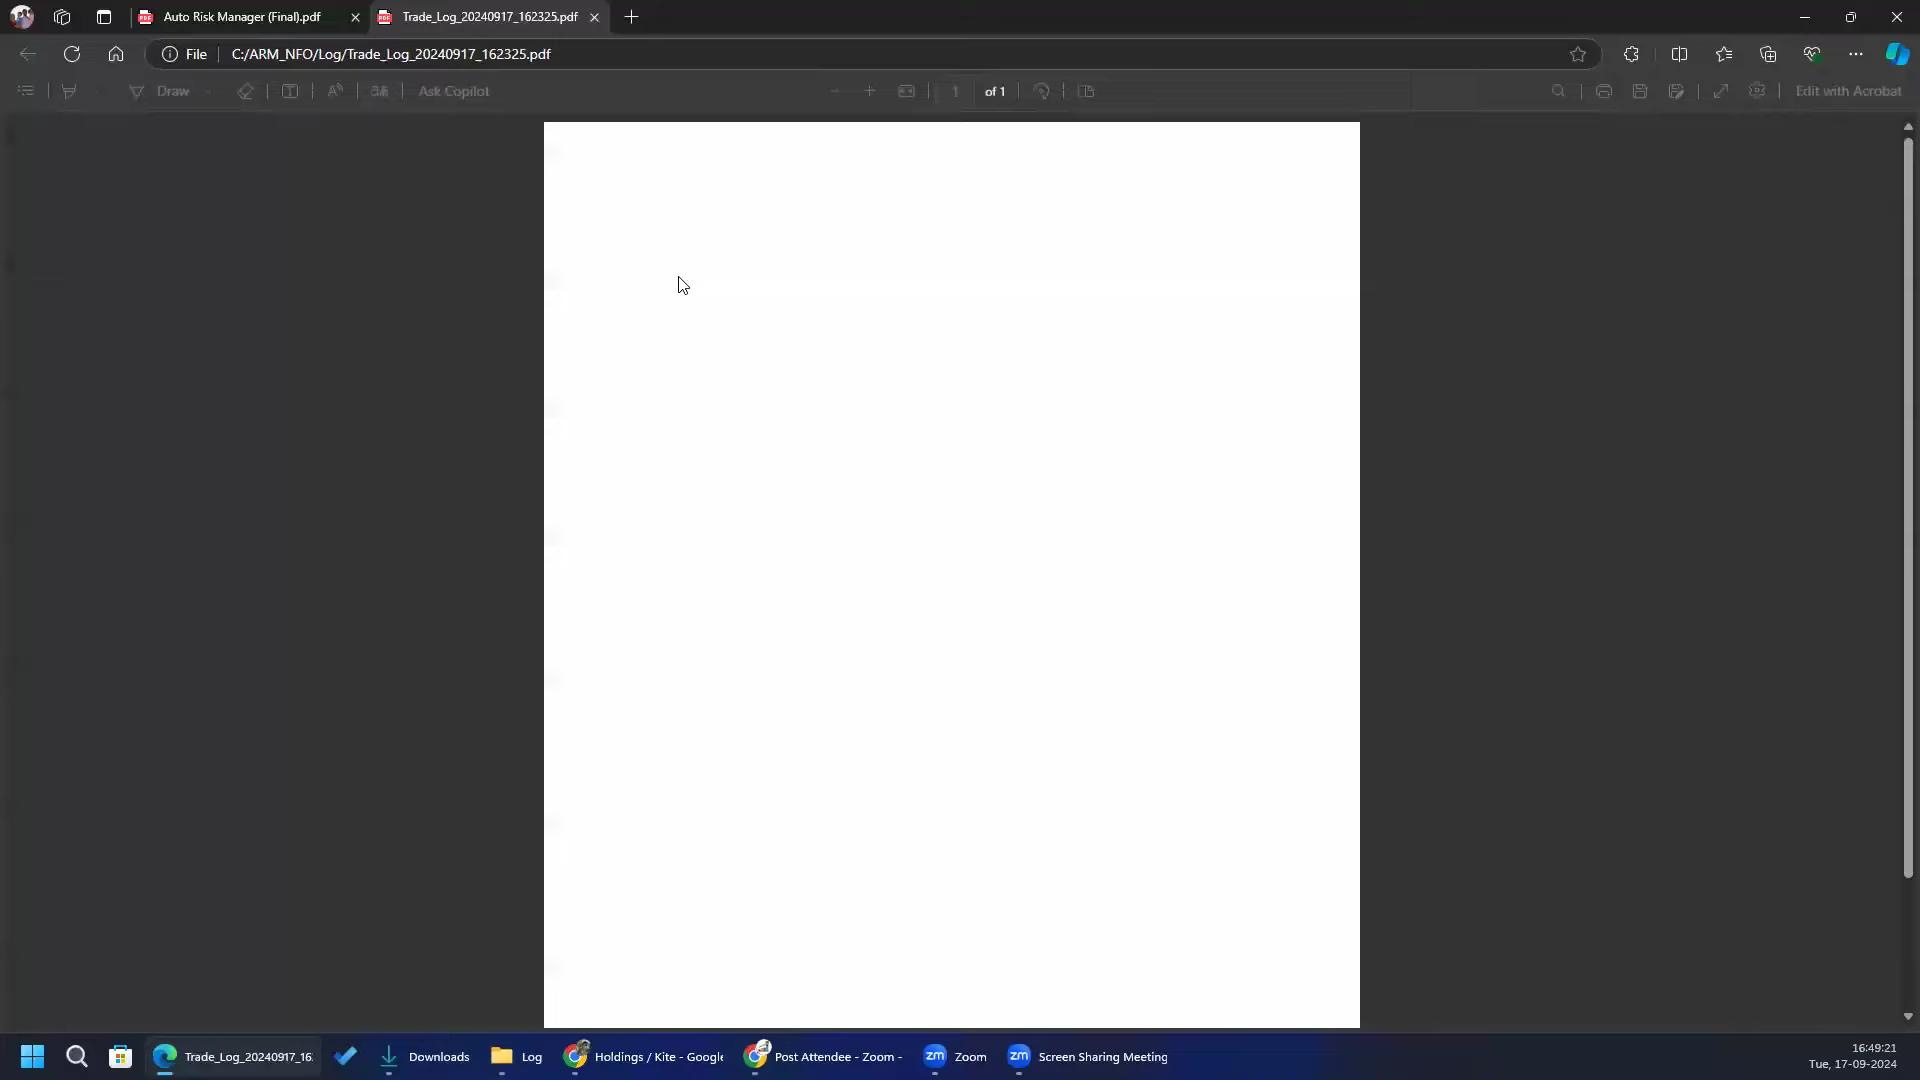 Auto Risk Manager (Final).pdf
Trade_Log_20240917_162325.pdf
File
C:/ARM_NFO/Log/Trade_Log_20240917_162325.pdf
Draw
Ask Copilot
1
of 1
Edit with Acrobat
Trade_Log_20240917_16
Downloads
Log
Holdings / Kite - Google
Post Attendee - Zoom -
zm
Zoom
zm
Screen Sharing Meeting
16:49:21
Tue, 17-09-2024